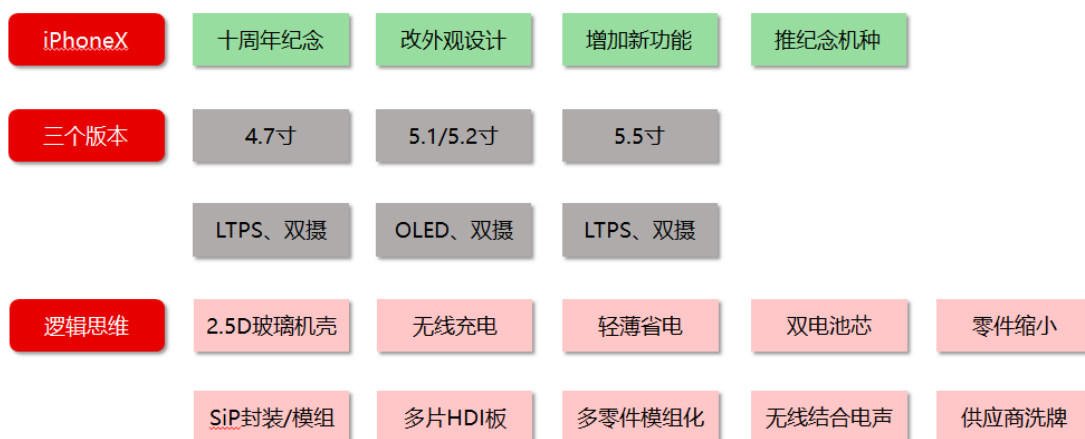 iPhoneX
十周年纪念
改外观设计
增加新功能
推纪念机种
三个版本
4.7寸
5.1/5.2寸
5.5寸
LTPS、双摄
OLED、双摄
LTPS、双摄
逻辑思维
2.5D玻璃机壳
无线充电
轻薄省电
双电池芯
零件缩小
SiP封装/模组
多片HDI板
多零件模组化
无线结合电声
供应商洗牌